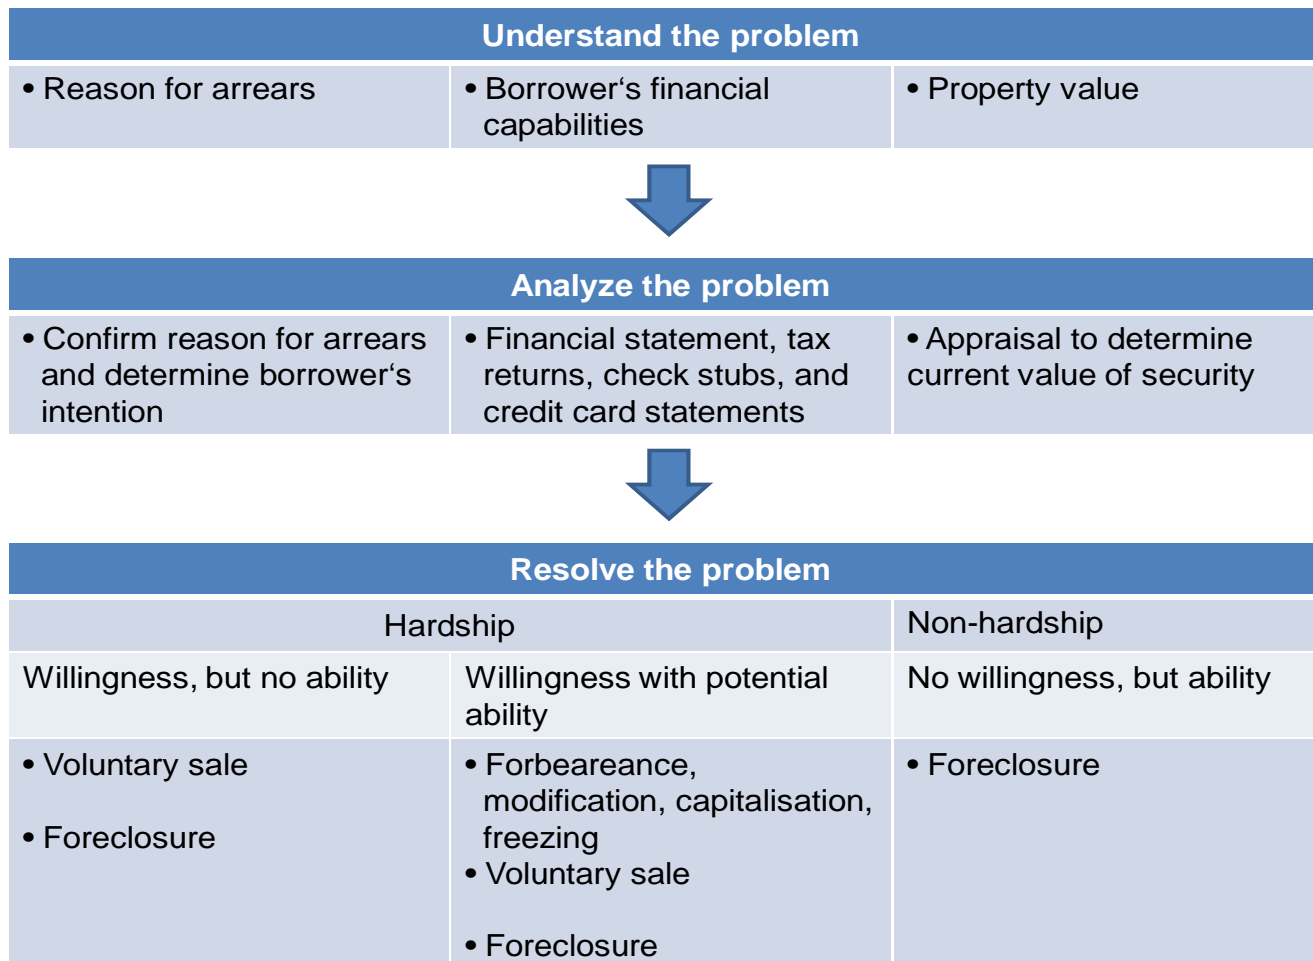 Understand the problem
• Reason for arrears
• Borrower‘s financial
capabilities
• Property value
Analyze the problem
• Confirm reason for arrears
and determine borrower‘s
intention
• Financial statement, tax
returns, check stubs, and
credit card statements
• Appraisal to determine
current value of security
Resolve the problem
Hardship
Non-hardship
Willingness, but no ability
Willingness with potential
ability
No willingness, but ability
• Voluntary sale
• Foreclosure
• Forbeareance,
modification, capitalisation,
freezing
• Voluntary sale
• Foreclosure
• Foreclosure